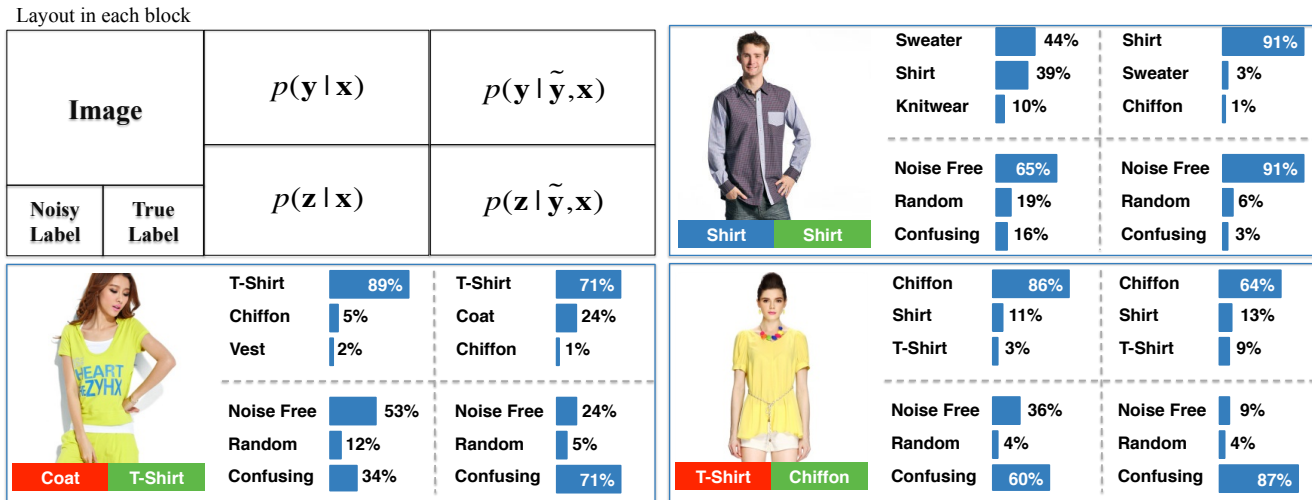 Layout in each block
Image
p(y | x)
p(y | ỹ, x)
Noisy Label
True Label
p(z | x)
p(z | ỹ, x)
Sweater 44%
Shirt 39%
Knitwear 10%
Shirt 91%
Sweater 3%
Chiffon 1%
Noise Free 65%
Random 19%
Confusing 16%
Noise Free 91%
Random 6%
Confusing 3%
Shirt
Shirt
HEART
ZYHX
T-Shirt 89%
Chiffon 5%
Vest 2%
T-Shirt 71%
Coat 24%
Chiffon 1%
Noise Free 53%
Random 12%
Confusing 34%
Noise Free 24%
Random 5%
Confusing 71%
Coat
T-Shirt
Chiffon 86%
Shirt 11%
T-Shirt 3%
Chiffon 64%
Shirt 13%
T-Shirt 9%
Noise Free 36%
Random 4%
Confusing 60%
Noise Free 9%
Random 4%
Confusing 87%
T-Shirt
Chiffon